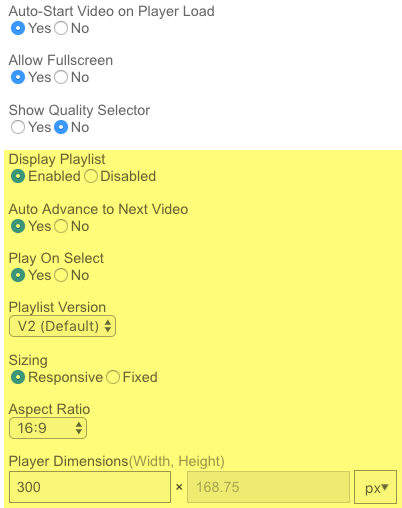 Auto-Start Video on Player Load
Yes No
Allow Fullscreen
Yes No
Show Quality Selector
Yes No
Display Playlist
Enabled Disabled
Auto Advance to Next Video
Yes No
Play On Select
Yes No
Playlist Version
V2 (Default)
Sizing
Responsive Fixed
Aspect Ratio
16:9
Player Dimensions(Width, Height)
300 × 168.75 px